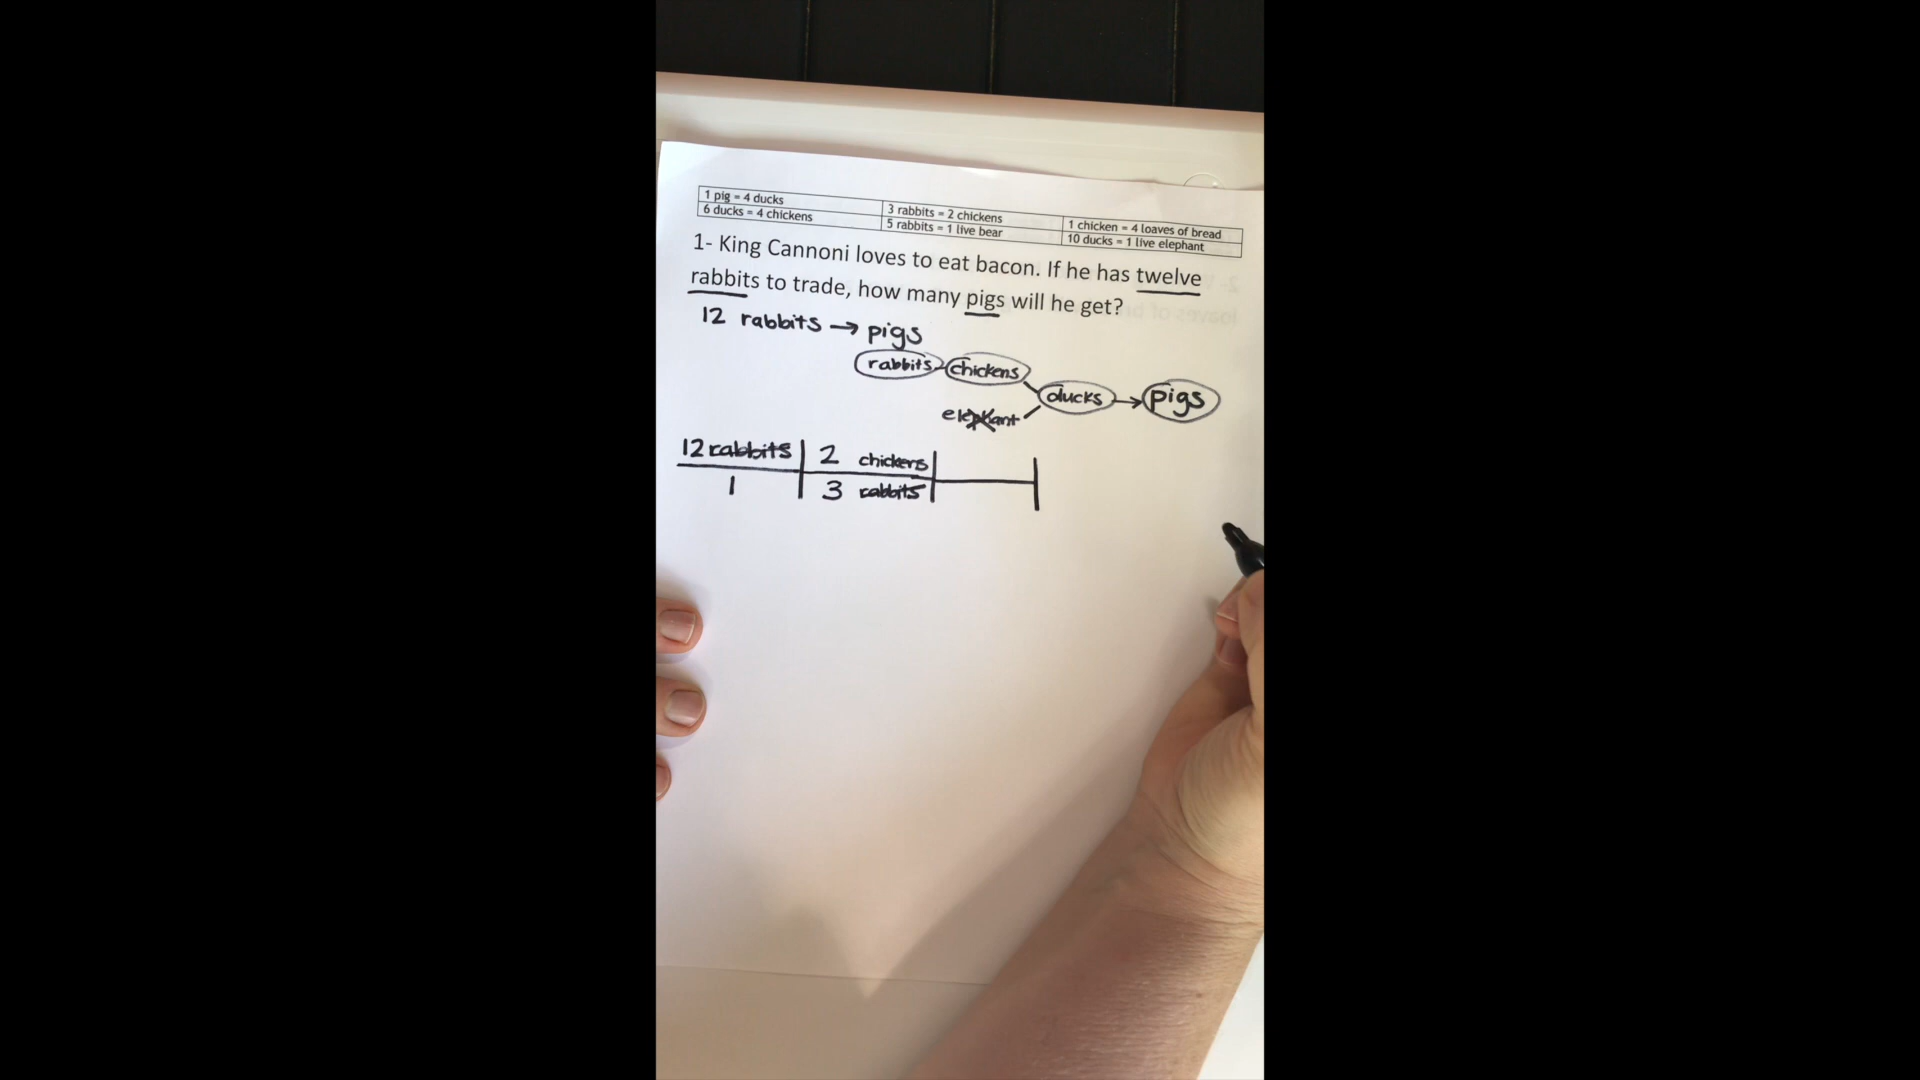 1 pig = 4 ducks
3 rabbits = 2 chickens
1 chicken = 4 loaves of bread
6 ducks = 4 chickens
5 rabbits = 1 live bear
10 ducks = 1 live elephant
1- King Cannoni loves to eat bacon. If he has twelve
rabbits to trade, how many pigs will he get?
12 rabbits → pigs
rabbits chickens
ducks → pigs
elephant
12 rabbits 2 chickens
1 3 rabbits